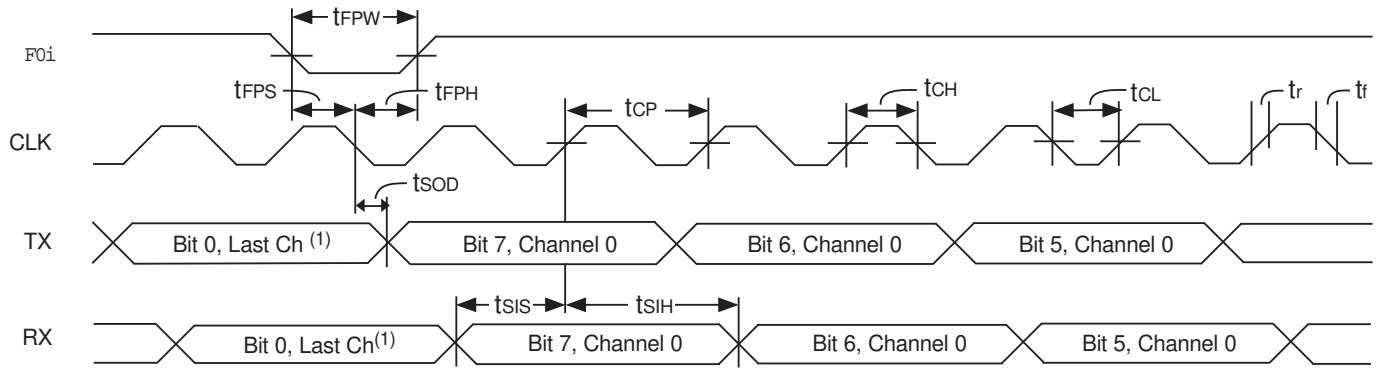 tFPW
F0i
tFPS
tFPH
tCP
tCH
tCL
tr
tf
CLK
tSOD
TX
Bit 0, Last Ch (1)
Bit 7, Channel 0
Bit 6, Channel 0
Bit 5, Channel 0
tSIS
tSIH
RX
Bit 0, Last Ch(1)
Bit 7, Channel 0
Bit 6, Channel 0
Bit 5, Channel 0